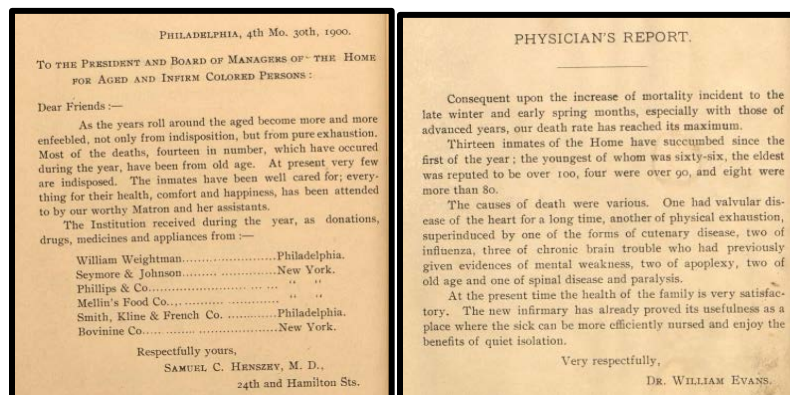 PHILADELPHIA, 4th Mo. 30th, 1900.
TO THE PRESIDENT AND BOARD OF MANAGERS OF THE HOME
FOR AGED AND INFIRM COLORED PERSONS :
Dear Friends :—
As the years roll around the aged become more and more
enfeebled, not only from indisposition, but from pure exhaustion.
Most of the deaths, fourteen in number, which have occured
during the year, have been from old age. At present very few
are indisposed. The inmates have been well cared for; every-
thing for their health, comfort and happiness, has been attended
to by our worthy Matron and her assistants.
The Institution received during the year, as donations,
drugs, medicines and appliances from :—
William Weightman........................Philadelphia.
Seymore & Johnson........ ...............New York.
Phillips & Co........................ ... ... “ “
Mellin's Food Co.... ............ ............ “ “
Smith, Kline & French Co. ...............Philadelphia.
Bovinine Co..... .......... ..................New York.
Respectfully yours,
SAMUEL C. HENSZEY, M. D.,
24th and Hamilton Sts.
PHYSICIAN'S REPORT.
Consequent upon the increase of mortality incident to the
late winter and early spring months, especially with those of
advanced years, our death rate has reached its maximum.
Thirteen inmates of the Home have succumbed since the
first of the year ; the youngest of whom was sixty-six, the eldest
was reputed to be over 100, four were over 90, and eight were
more than 80.
The causes of death were various. One had valvular dis-
ease of the heart for a long time, another of physical exhaustion,
superinduced by one of the forms of cutenary disease, two of
influenza, three of chronic brain trouble who had previously
given evidences of mental weakness, two of apoplexy, two of
old age and one of spinal disease and paralysis.
At the present time the health of the family is very satisfac-
tory. The new infirmary has already proved its usefulness as a
place where the sick can be more efficiently nursed and enjoy the
benefits of quiet isolation.
Very respectfully,
DR. WILLIAM EVANS.